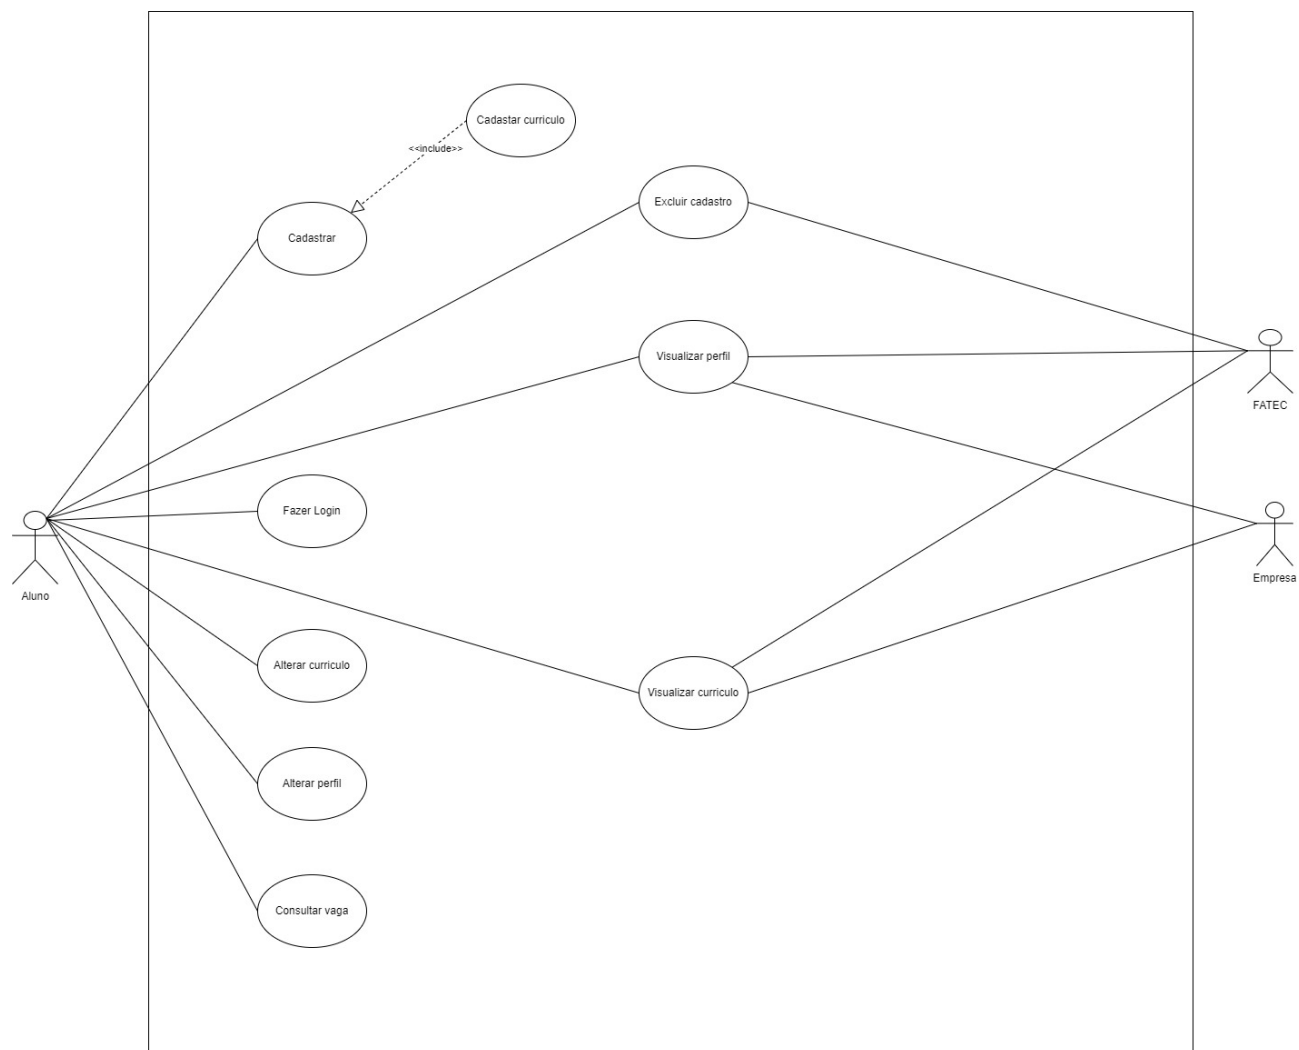 Cadastar curriculo
<<include>>
Excluir cadastro
Cadastrar
Visualizar perfil
FATEC
Fazer Login
Empresa
Aluno
Alterar curriculo
Visualizar curriculo
Alterar perfil
Consultar vaga